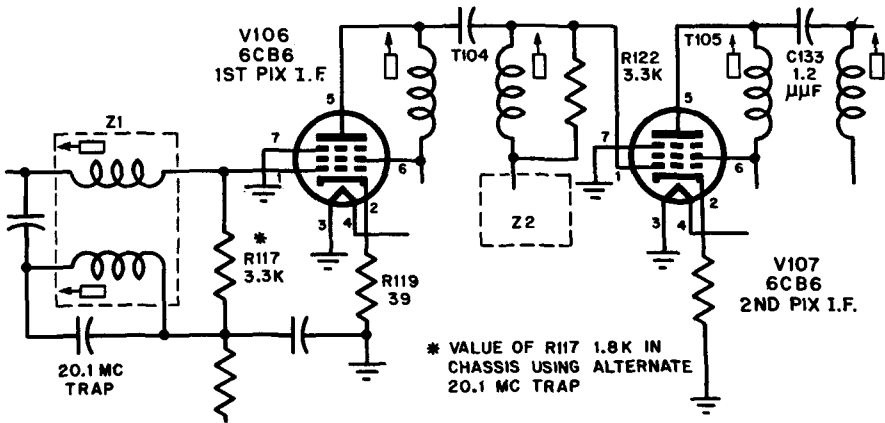 V106
6CB6
1ST PIX I.F.
T104
R122
3.3K
T105
C133
1.2
μμF
5
7
6
3
4
2
Z1
5
7
6
3
4
2
Z2
*
R117
3.3K
R119
39
V107
6CB6
2ND PIX I.F.
20.1 MC
TRAP
* VALUE OF R117 1.8K IN
CHASSIS USING ALTERNATE
20.1 MC TRAP